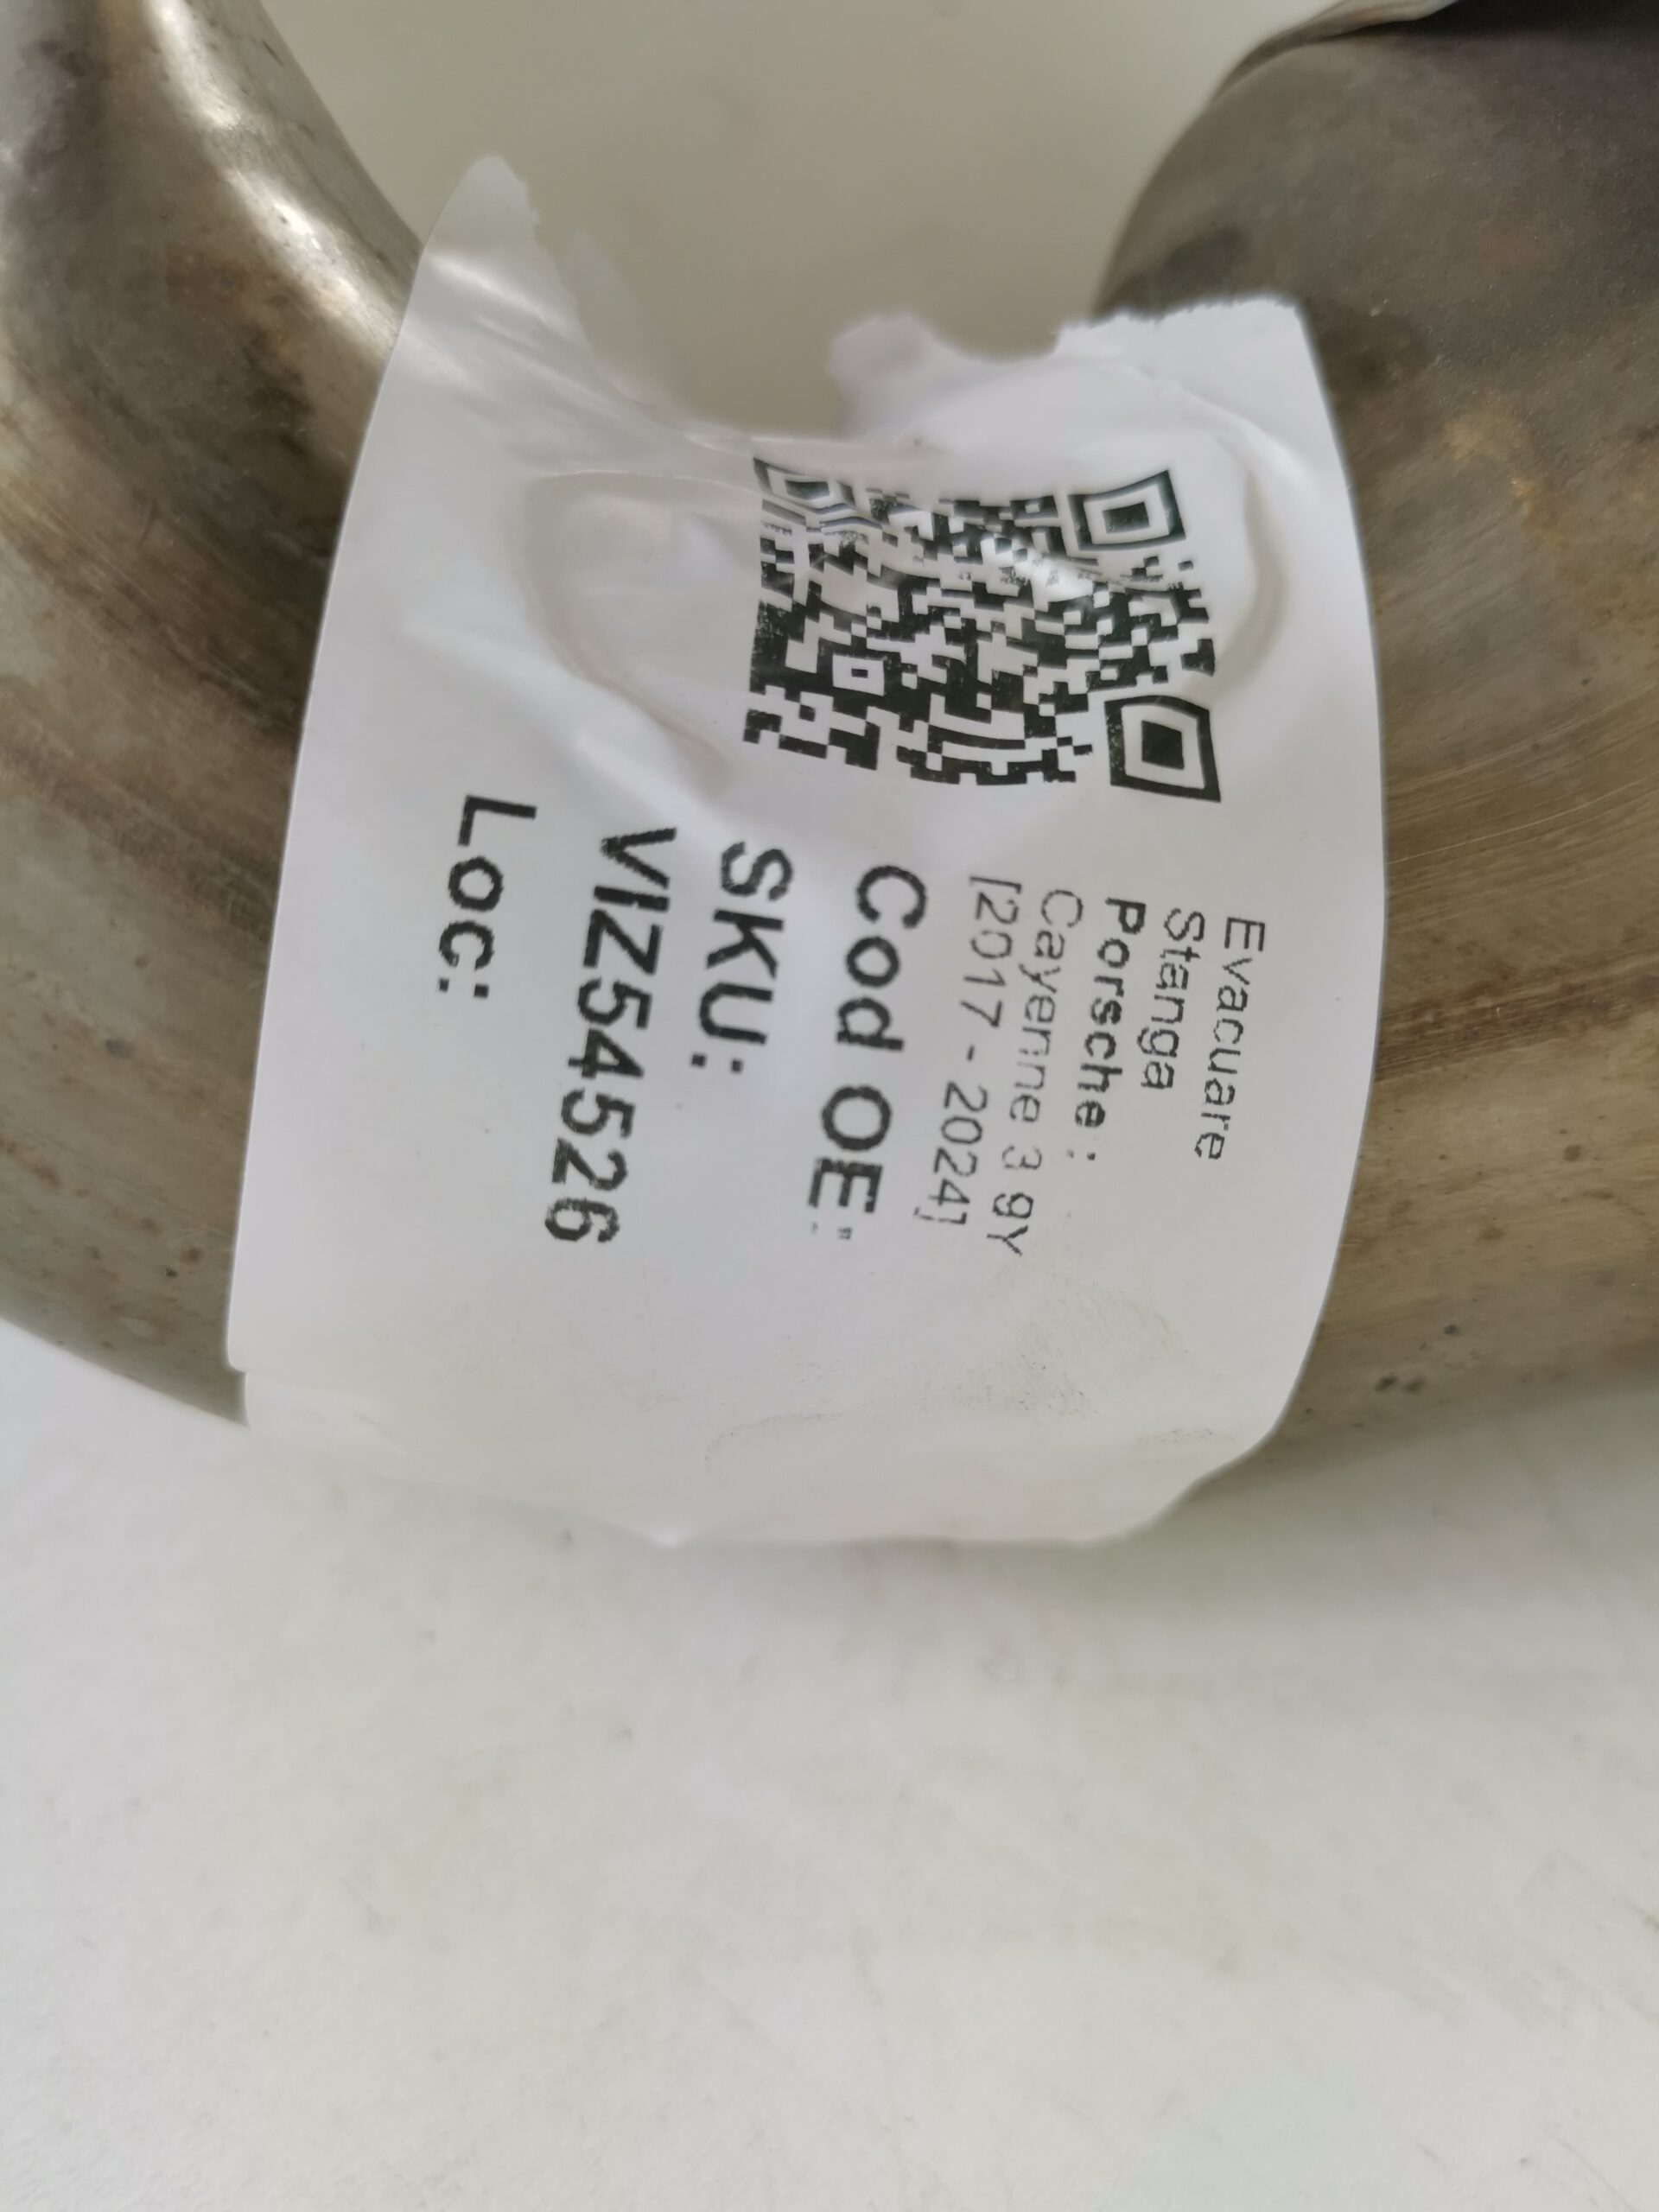 Evacuare
Stanga
Porsche :
Cayenne 3 9Y
[2017 - 2024]
Cod OE:
SKU:
VIZ54526
Loc: